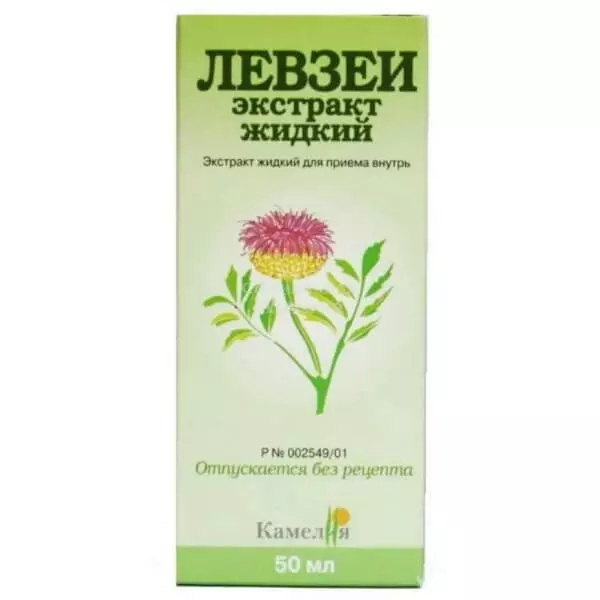 ЛЕВЗЕИ
экстракт
жидкий
Экстракт жидкий для приема внутрь
Р № 002549/01
Отпускается без рецепта
Камелия
50 мл